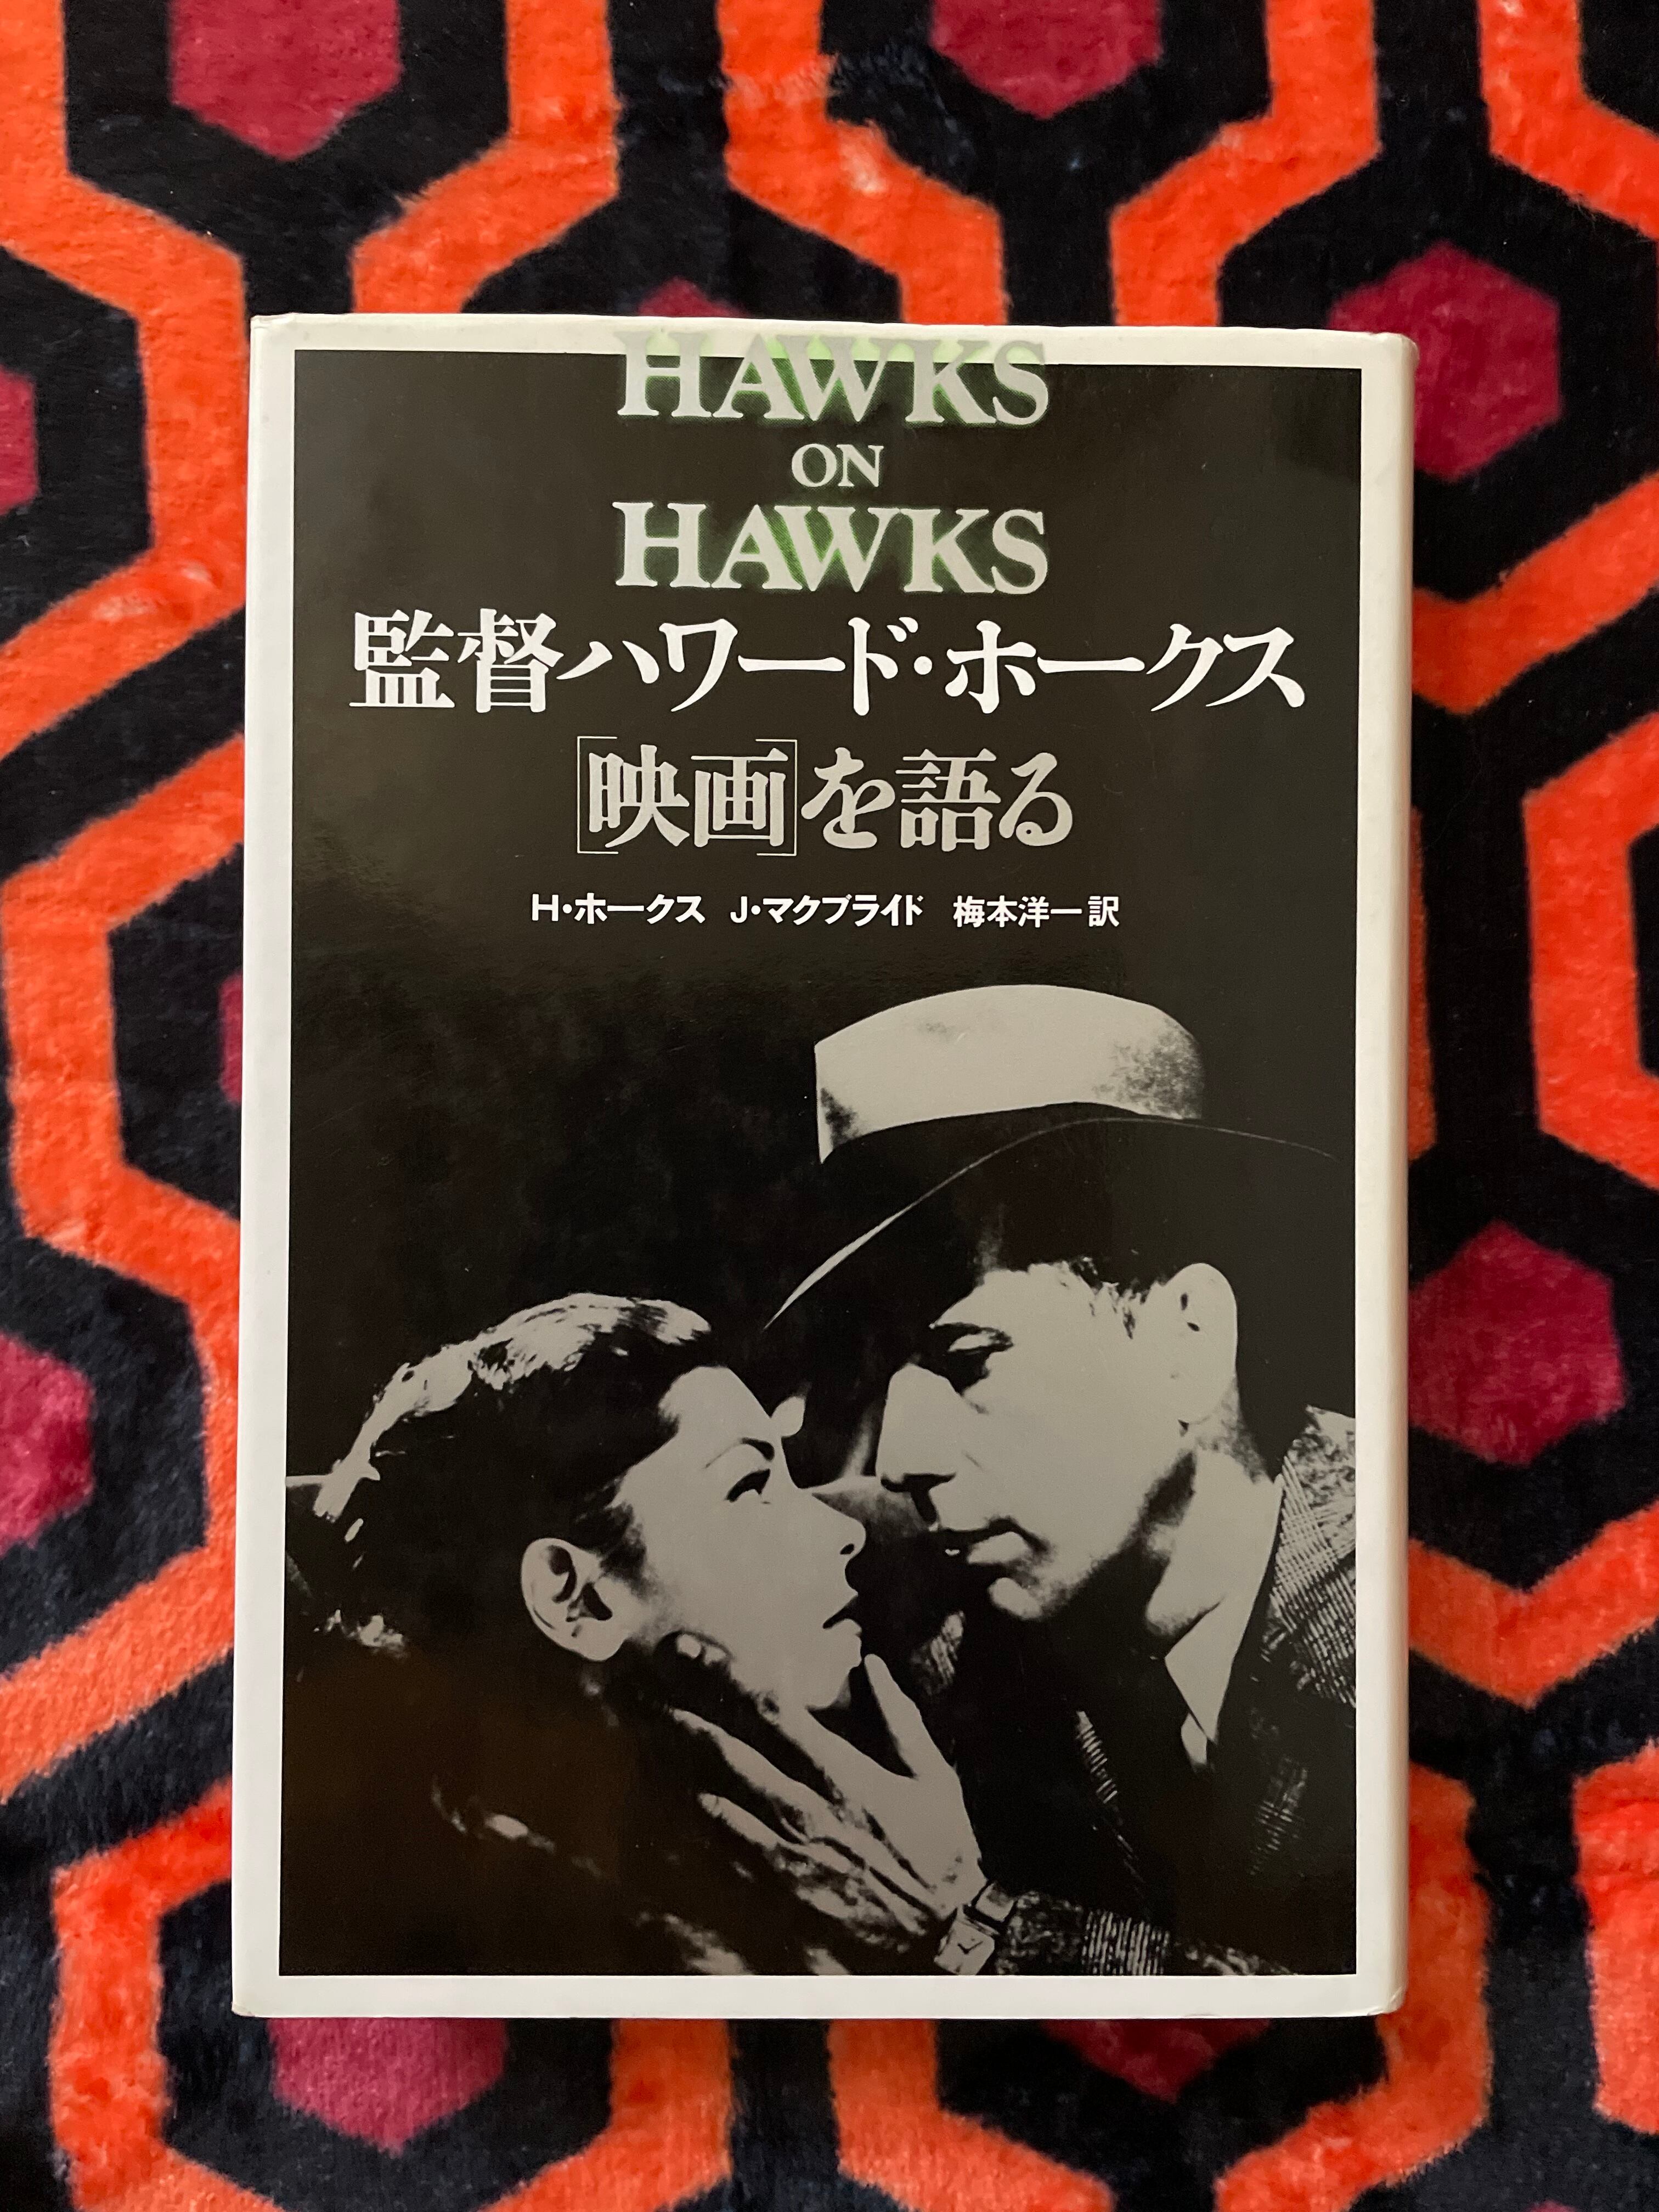 HAWKS
ON
HAWKS
監督ハワード・ホークス
[映画]を語る
H・ホークス J・マクブライド 梅本洋一 訳